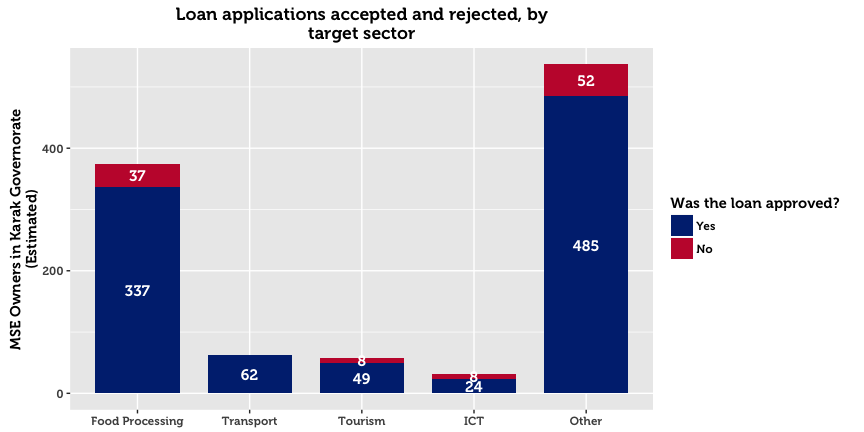 Loan applications accepted and rejected, by
target sector
MSE Owners in Karak Governorate
(Estimated)
400
200
0
37
337
62
8
49
8
24
52
485
Food Processing
Transport
Tourism
ICT
Other
Was the loan approved?
Yes
No